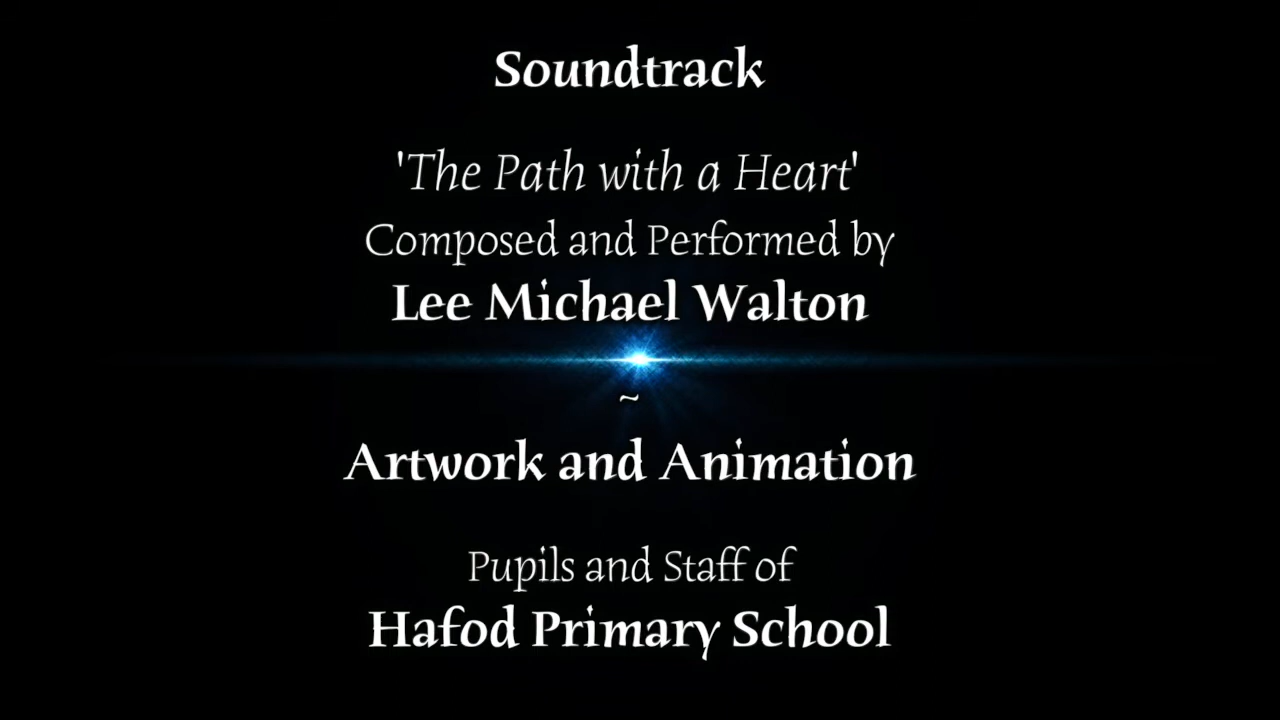 Soundtrack
'The Path with a Heart'
Composed and Performed by
Lee Michael Walton
~
Artwork and Animation
Pupils and Staff of
Hafod Primary School